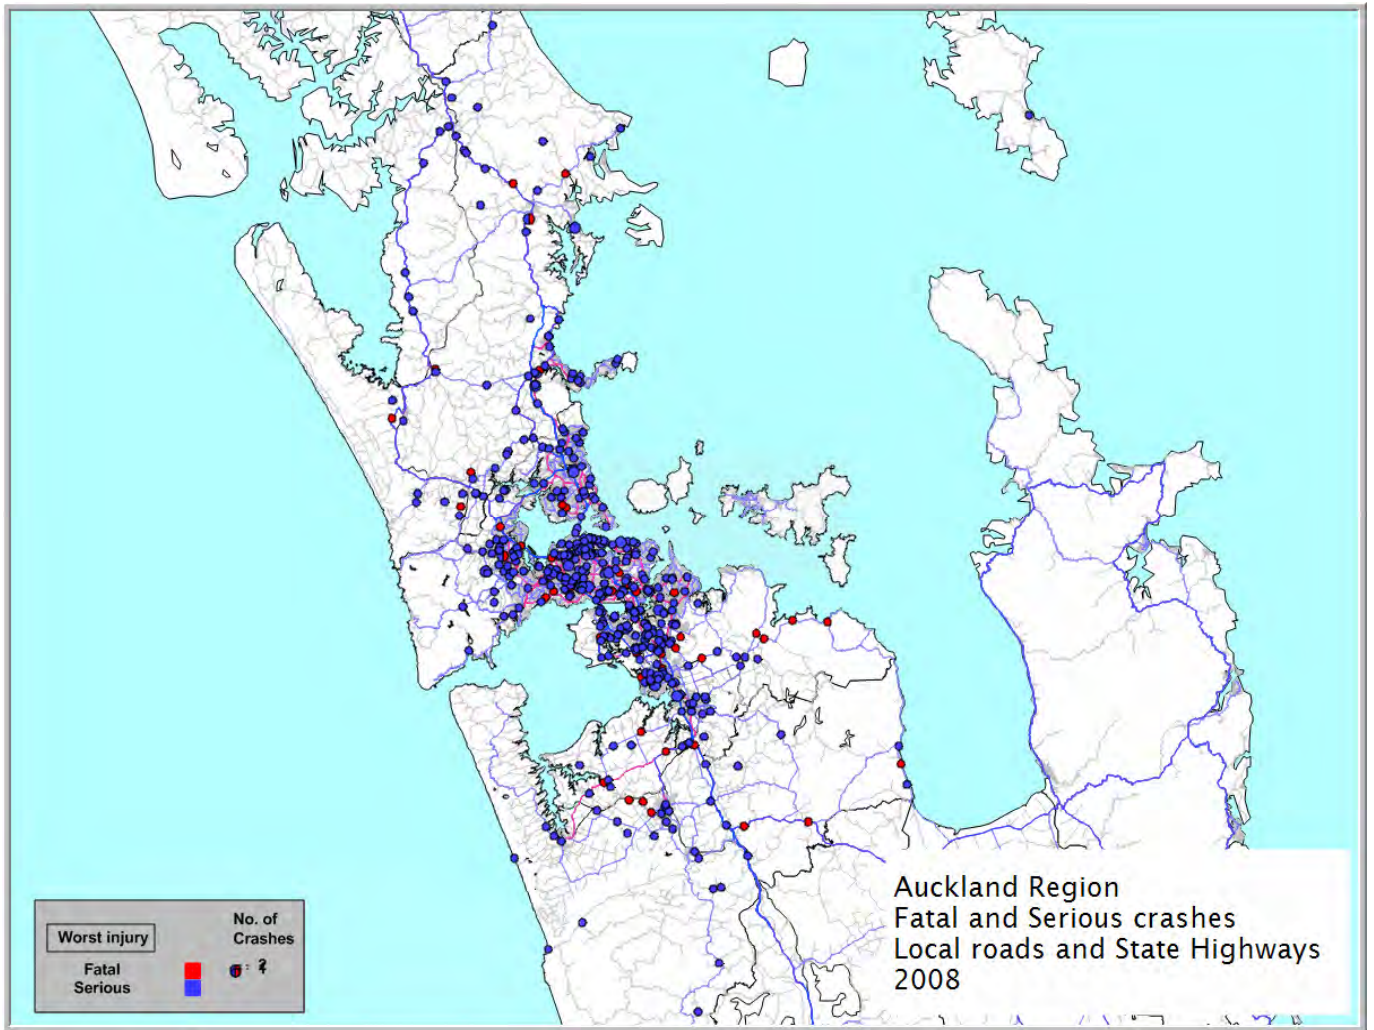 Auckland Region
Fatal and Serious crashes
Local roads and State Highways
2008
Worst injury
No. of
Crashes
Fatal
Serious